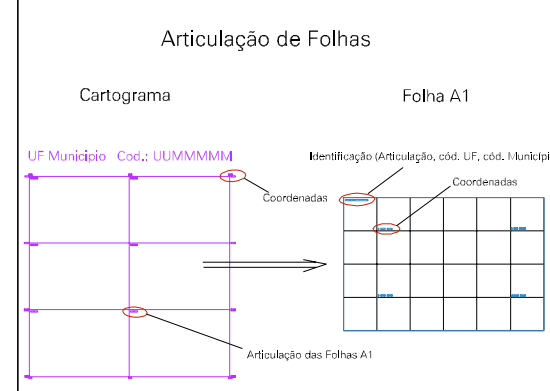 Articulação de Folhas
Cartograma
Folha A1
UF Município Cod.: UUMMMMM
Identificação (Articulação, cód. UF, cód. Municípi
Coordenadas
Coordenadas
Articulação das Folhas A1